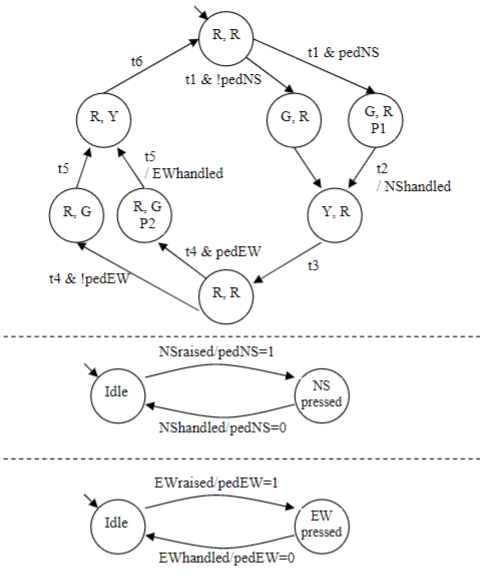 R, R
t1 & pedNS
t6
t1 & !pedNS
R, Y
G, R
G, R
P1
t5
t5
/ EWhandled
t2
/ NShandled
R, G
R, G
P2
Y, R
t4 & pedEW
t3
t4 & !pedEW
R, R
NSraised/pedNS=1
Idle
NS
pressed
NShandled/pedNS=0
EWraised/pedEW=1
Idle
EW
pressed
EWhandled/pedEW=0